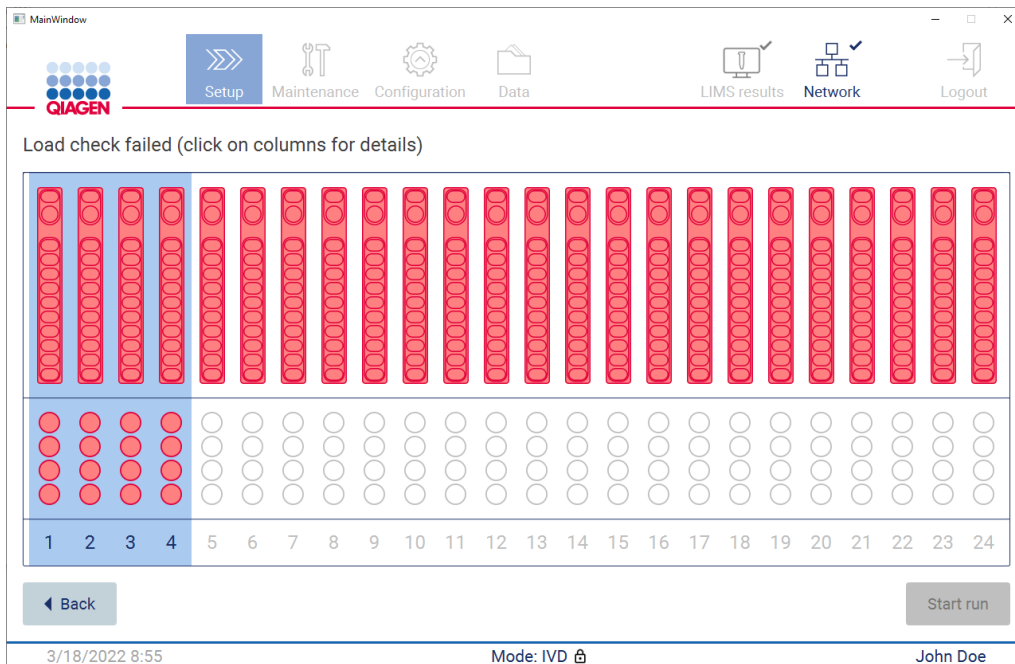 MainWindow
QIAGEN
Setup
Maintenance
Configuration
Data
LIMS results
Network
Logout
Load check failed (click on columns for details)
1 2 3 4 5 6 7 8 9 10 11 12 13 14 15 16 17 18 19 20 21 22 23 24
Back
Start run
3/18/2022 8:55
Mode: IVD
John Doe